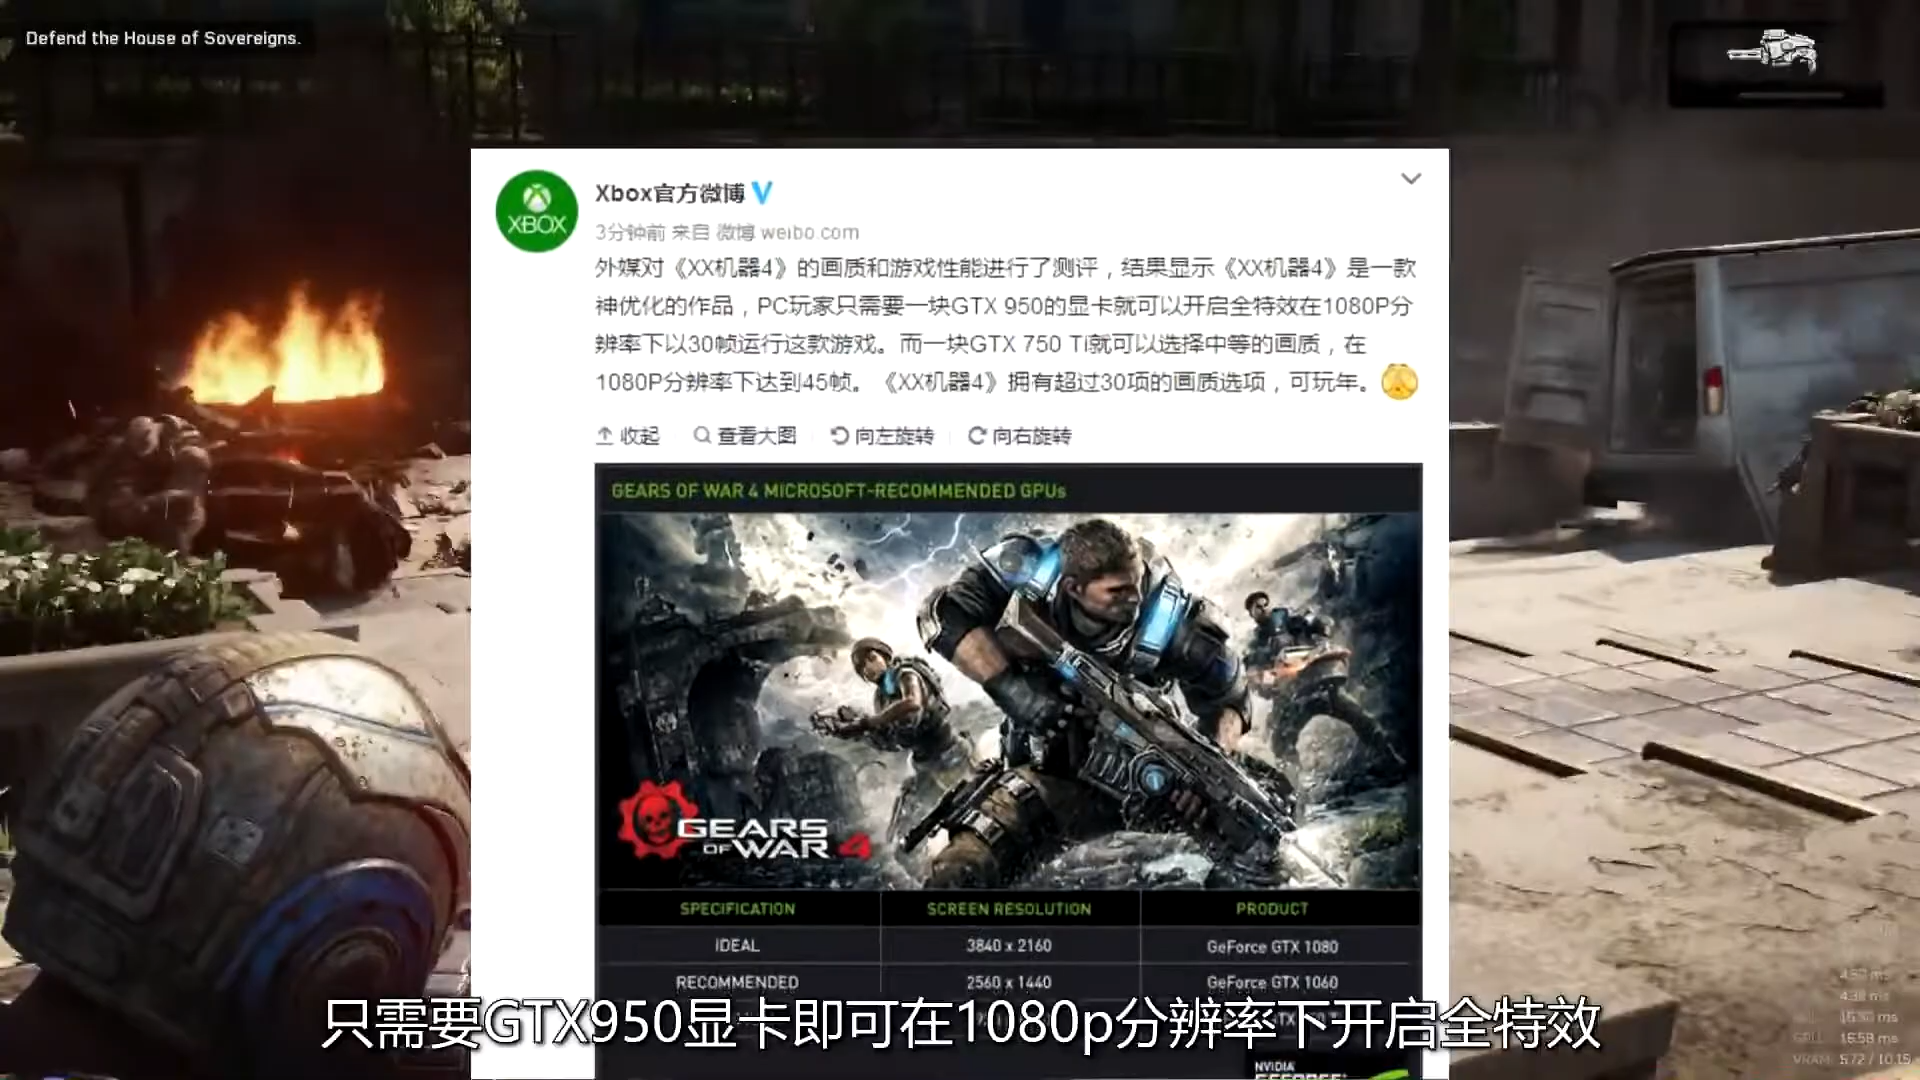 Defend the House of Sovereigns.
XBOX
Xbox官方微博
3分钟前 来自 微博 weibo.com
外媒对《XX机器4》的画质和游戏性能进行了测评，结果显示《XX机器4》是一款
神优化的作品，PC玩家只需要一块GTX 950的显卡就可以开启全特效在1080P分
辨率下以30帧运行这款游戏。而一块GTX 750 Ti就可以选择中等的画质，在
1080P分辨率下达到45帧。《XX机器4》拥有超过30项的画质选项，可玩年。
收起 查看大图 向左旋转 向右旋转
GEARS OF WAR 4 MICROSOFT-RECOMMENDED GPUs
GEARS
OF WAR 4
SPECIFICATION SCREEN RESOLUTION PRODUCT
IDEAL 3840 x 2160 GeForce GTX 1080
RECOMMENDED 2560 x 1440 GeForce GTX 1060
只需要GTX950显卡即可在1080p分辨率下开启全特效
16.58 ms
VRAM: 5.72 / 10.15
NVIDIA
GEFORCE